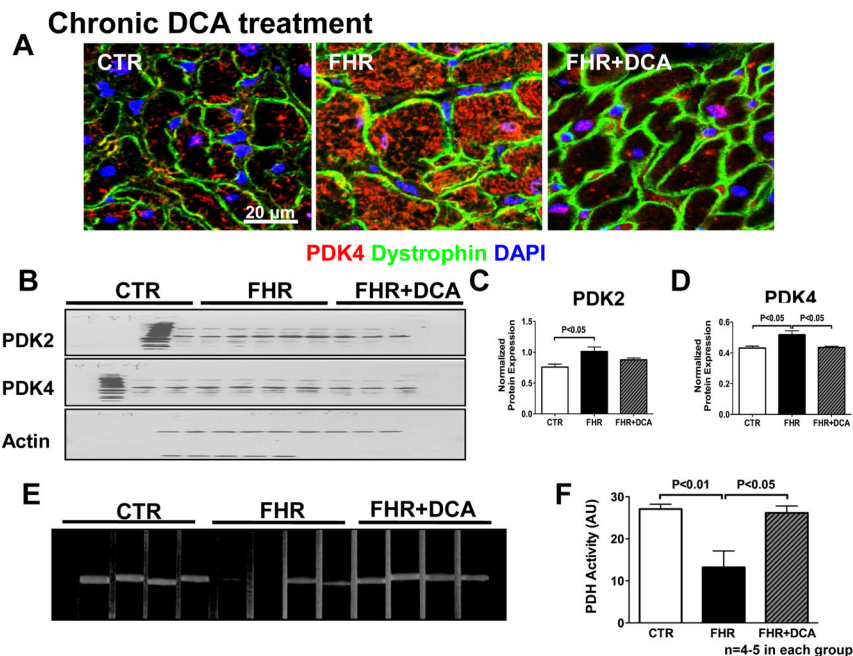 Chronic DCA treatment
A
CTR
FHR
FHR+DCA
20 µm
PDK4 Dystrophin DAPI
B
CTR
FHR
FHR+DCA
PDK2
PDK4
Actin
C
PDK2
Normalized
Protein Expression
1.5
1.0
0.5
0.0
P<0.05
CTR
FHR
FHR+DCA
D
PDK4
Normalized
Protein Expression
0.6
0.4
0.2
0.0
P<0.05
P<0.05
CTR
FHR
FHR+DCA
E
CTR
FHR
FHR+DCA
F
P<0.01
P<0.05
PDH Activity (AU)
30
20
10
0
CTR
FHR
FHR+DCA
n=4-5 in each group